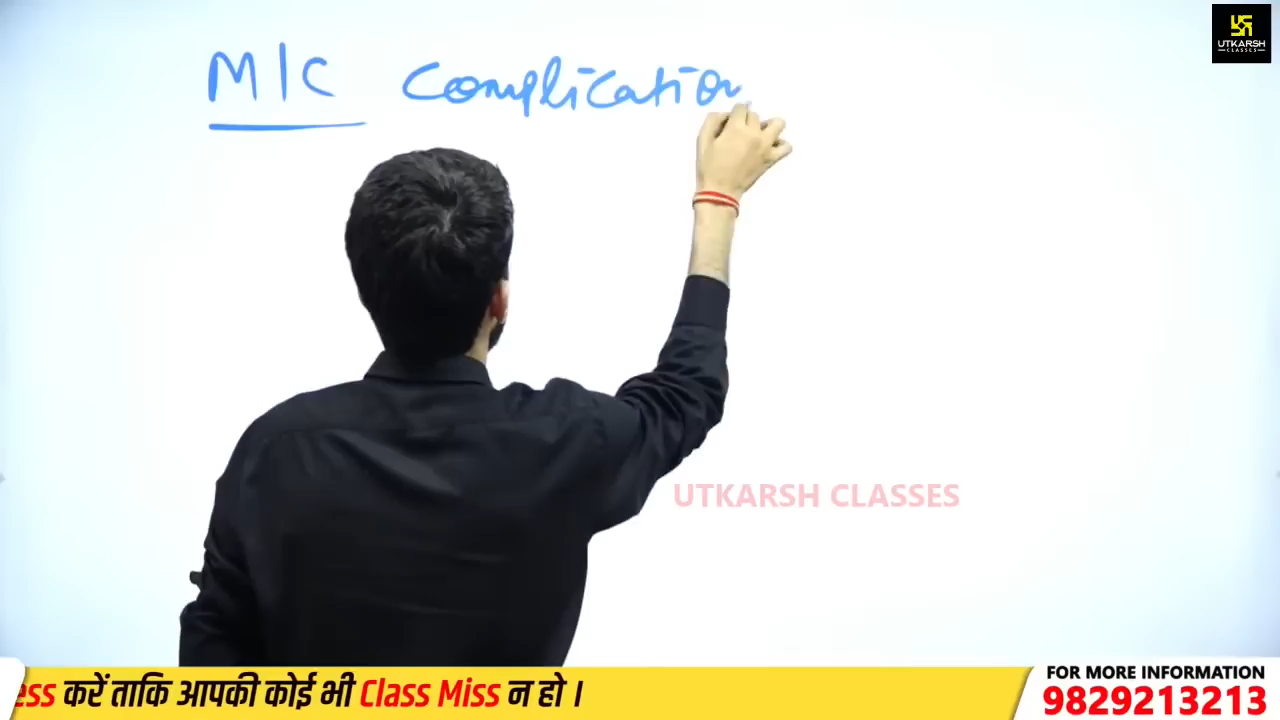 M/C Complication
UTKARSH
CLASSES
UTKARSH CLASSES
ess करें ताकि आपकी कोई भी Class Miss न हो ।
FOR MORE INFORMATION
9829213213